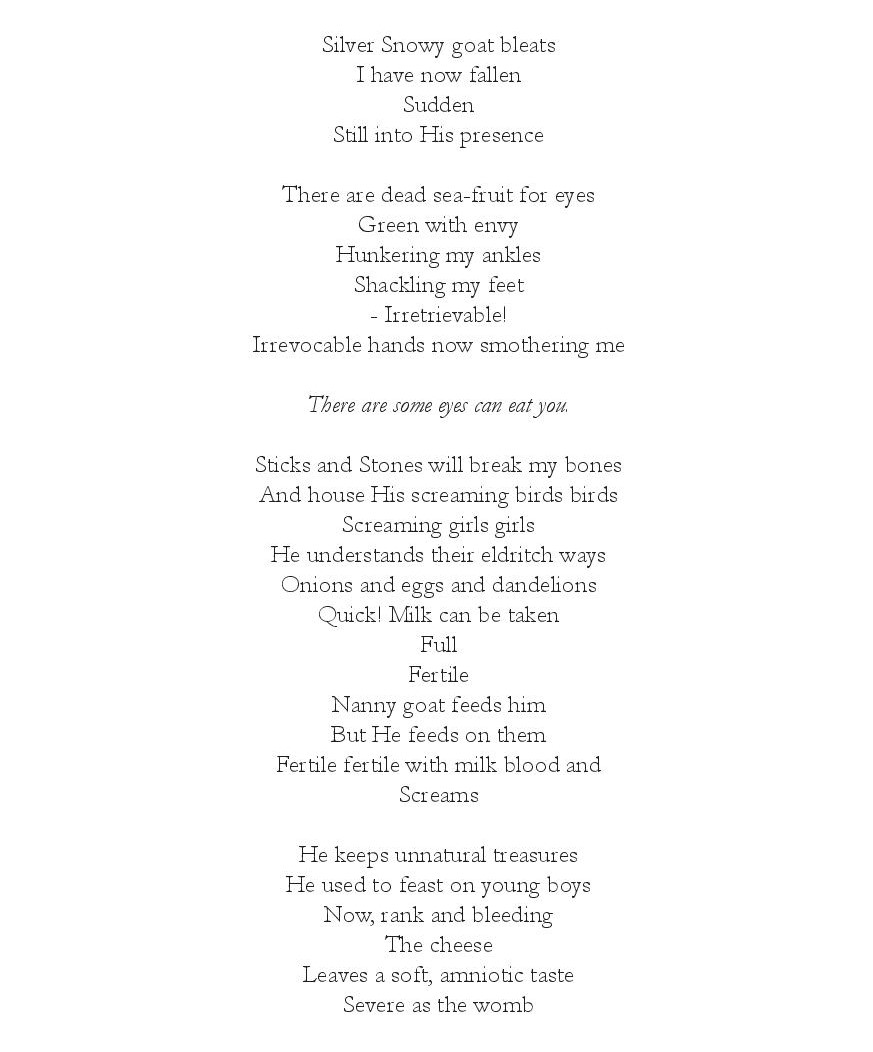 Silver Snowy goat bleats
I have now fallen
Sudden
Still into His presence
There are dead sea-fruit for eyes
Green with envy
Hunkering my ankles
Shackling my feet
- Irretrievable!
Irrevocable hands now smothering me
There are some eyes can eat you.
Sticks and Stones will break my bones
And house His screaming birds birds
Screaming girls girls
He understands their eldritch ways
Onions and eggs and dandelions
Quick! Milk can be taken
Full
Fertile
Nanny goat feeds him
But He feeds on them
Fertile fertile with milk blood and
Screams
He keeps unnatural treasures
He used to feast on young boys
Now, rank and bleeding
The cheese
Leaves a soft, amniotic taste
Severe as the womb